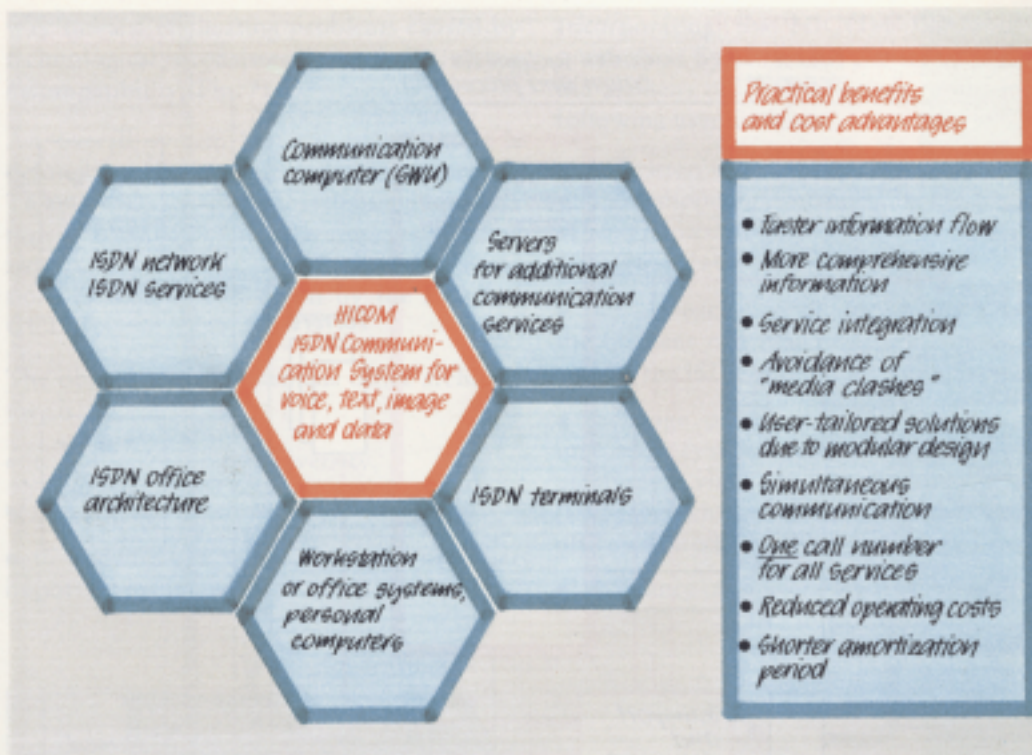 Communication
computer (GWU)
ISDN network
ISDN services
Servers
for additional
communication
services
HICOM
ISDN Communi-
cation System for
voice, text, image
and data
ISDN office
architecture
ISDN terminals
Workstation
or office systems,
personal
computers
Practical benefits
and cost advantages
• Faster information flow
• More comprehensive
information
• Service integration
• Avoidance of
"media clashes"
• User-tailored solutions
due to modular design
• Simultaneous
communication
• One call number
for all services
• Reduced operating costs
• Shorter amortization
period